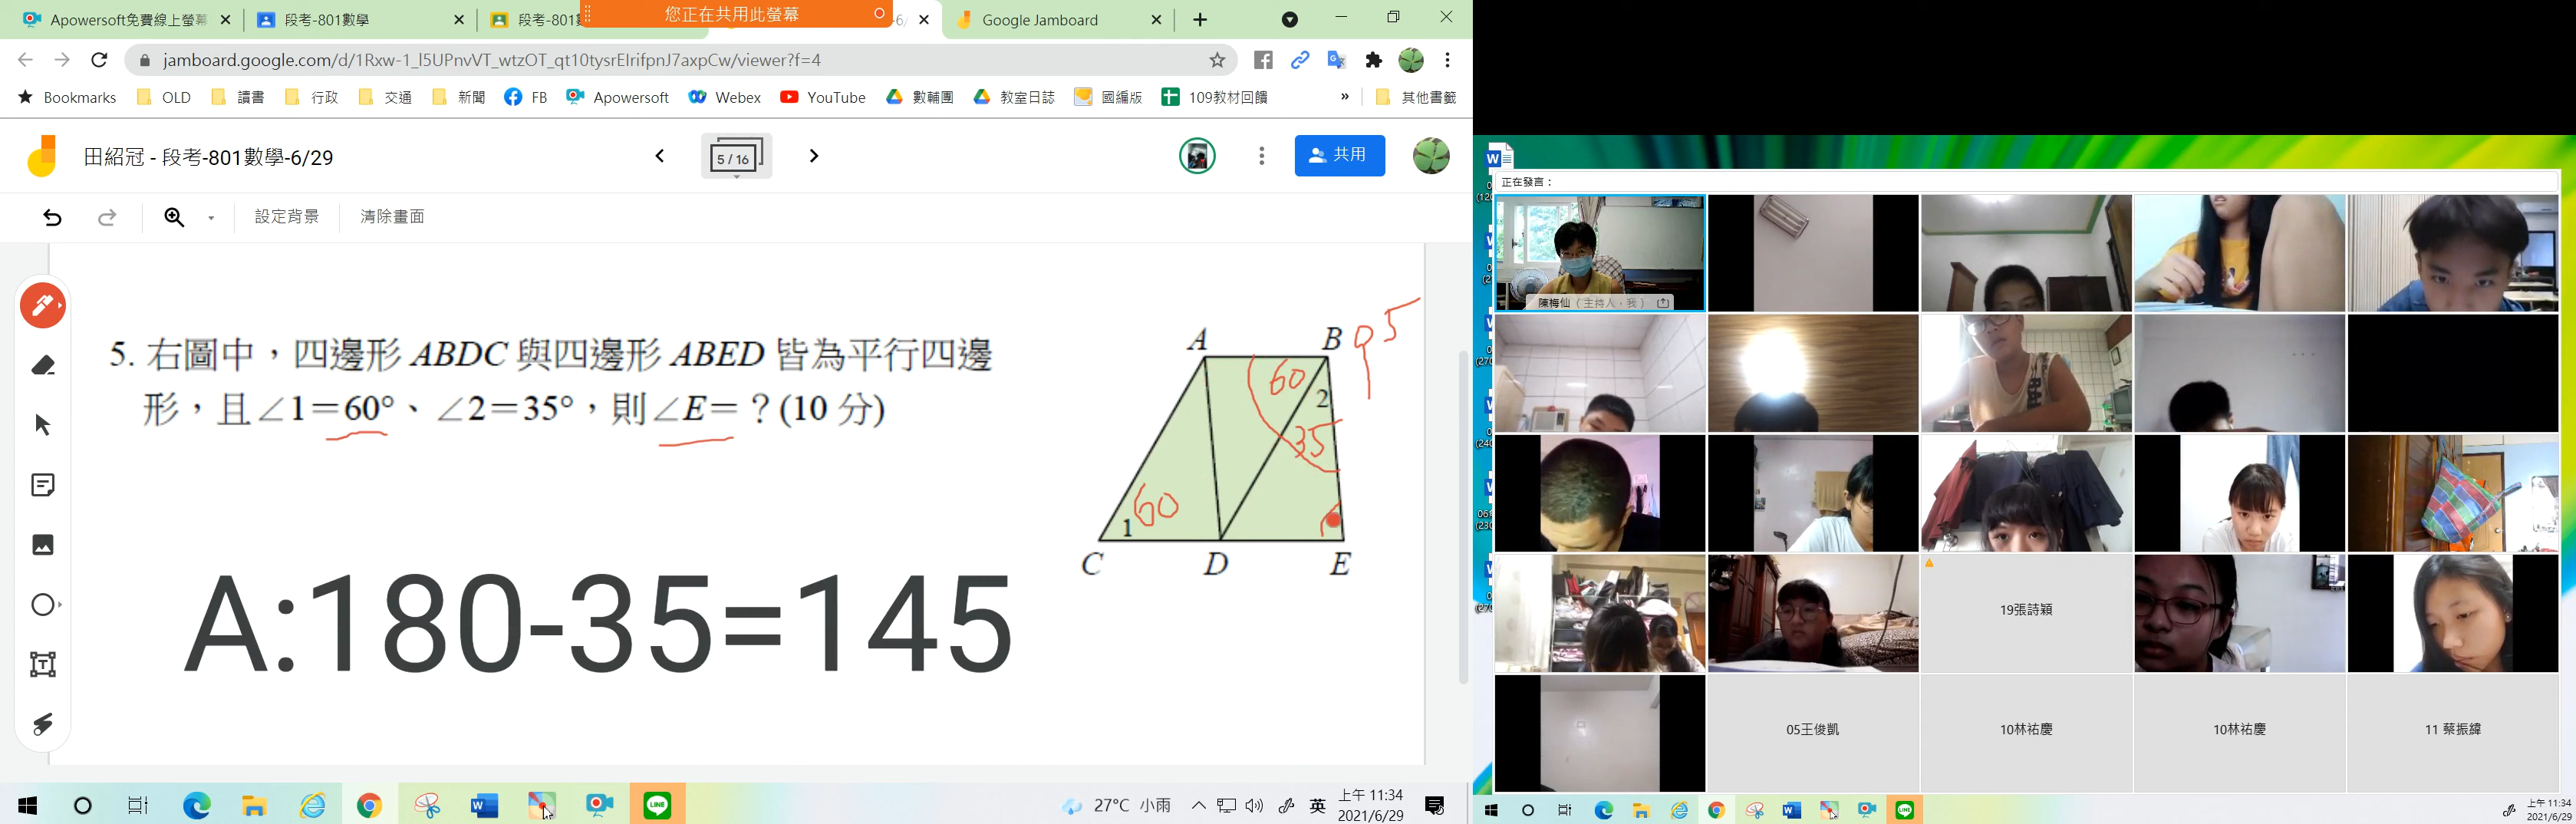 Apowersoft免費線上螢幕
段考-801數學
段考-801
您正在共用此螢幕
Google Jamboard
jamboard.google.com/d/1Rxw-1_l5UPnvVT_wtzOT_qt10tysrEIrifpnJ7axpCw/viewer?f=4
Bookmarks OLD 讀書 行政 交通 新聞 FB Apowersoft Webex YouTube 數輔團 教室日誌 國編版 109教材回饋 » 其他書籤
田紹冠 - 段考-801數學-6/29
5 / 16
共用
設定背景 清除畫面
5. 右圖中，四邊形 ABDC 與四邊形 ABED 皆為平行四邊
形，且∠1＝60°、∠2＝35°，則∠E＝？(10 分)
A B 95
60 2
35
1 60
C D E
A:180-35=145
27°C 小雨
英
上午 11:34
2021/6/29
正在發言：
陳梅仙（主持人，我）
19張詩穎
05王俊凱
10林祐慶
10林祐慶
11 蔡振緯
上午 11:34
2021/6/29